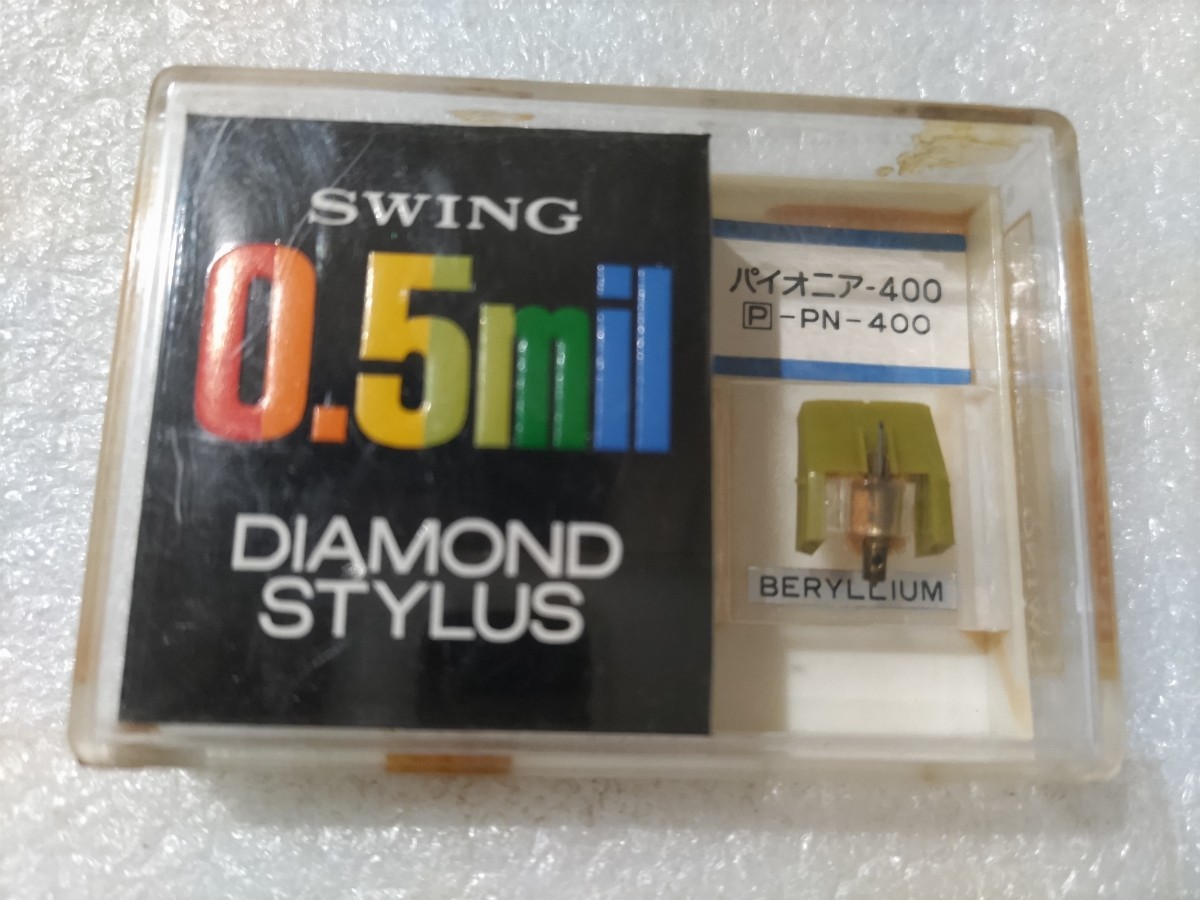 SWING
0.5mil
DIAMOND
STYLUS
パイオニア-400
P-PN-400
BERYLLIUM